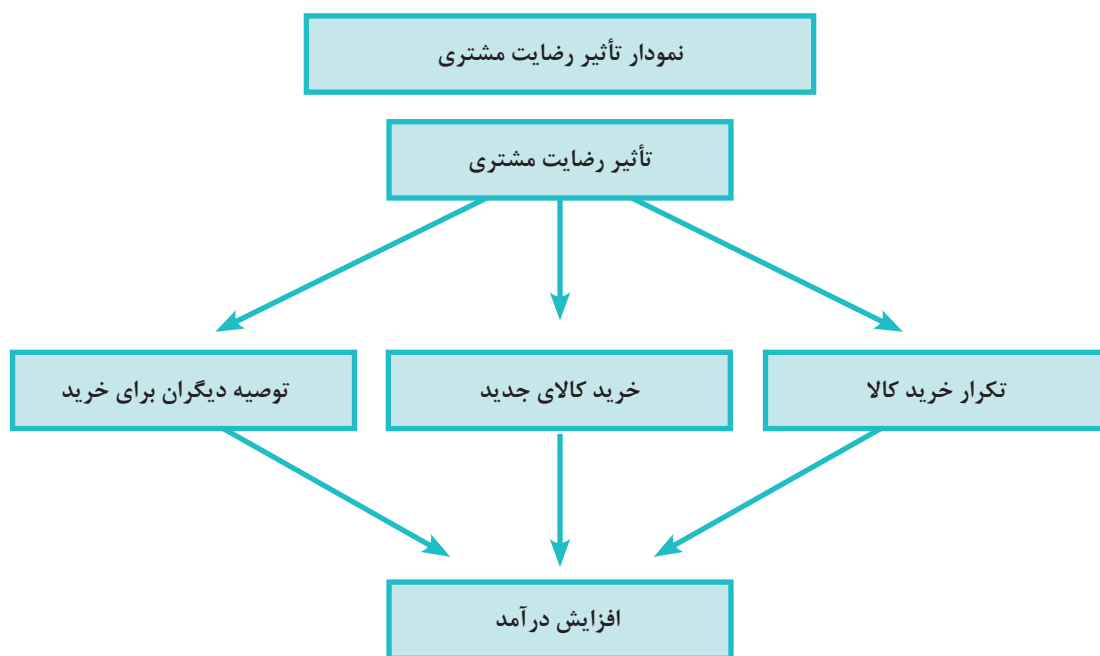 نمودار تأثیر رضایت مشتری
تأثیر رضایت مشتری
تکرار خرید کالا
خرید کالای جدید
توصیه دیگران برای خرید
افزایش درآمد